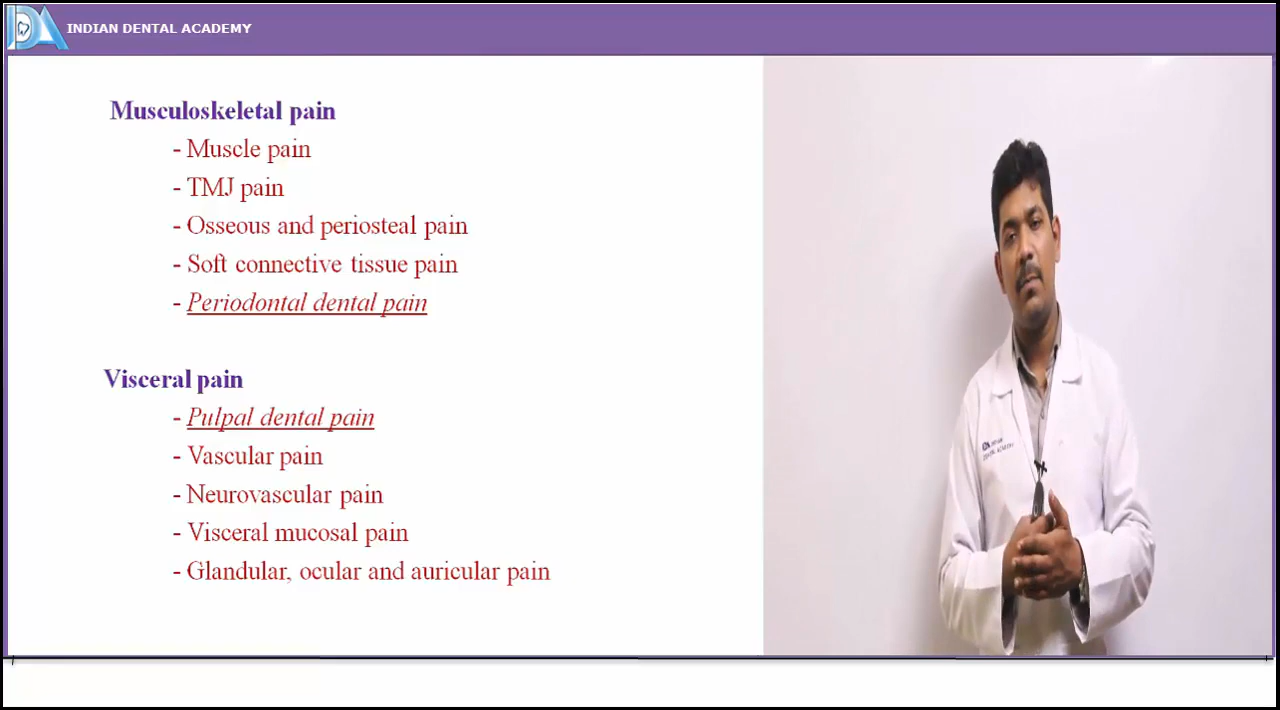 INDIAN DENTAL ACADEMY
Musculoskeletal pain
- Muscle pain
- TMJ pain
- Osseous and periosteal pain
- Soft connective tissue pain
- Periodontal dental pain
Visceral pain
- Pulpal dental pain
- Vascular pain
- Neurovascular pain
- Visceral mucosal pain
- Glandular, ocular and auricular pain